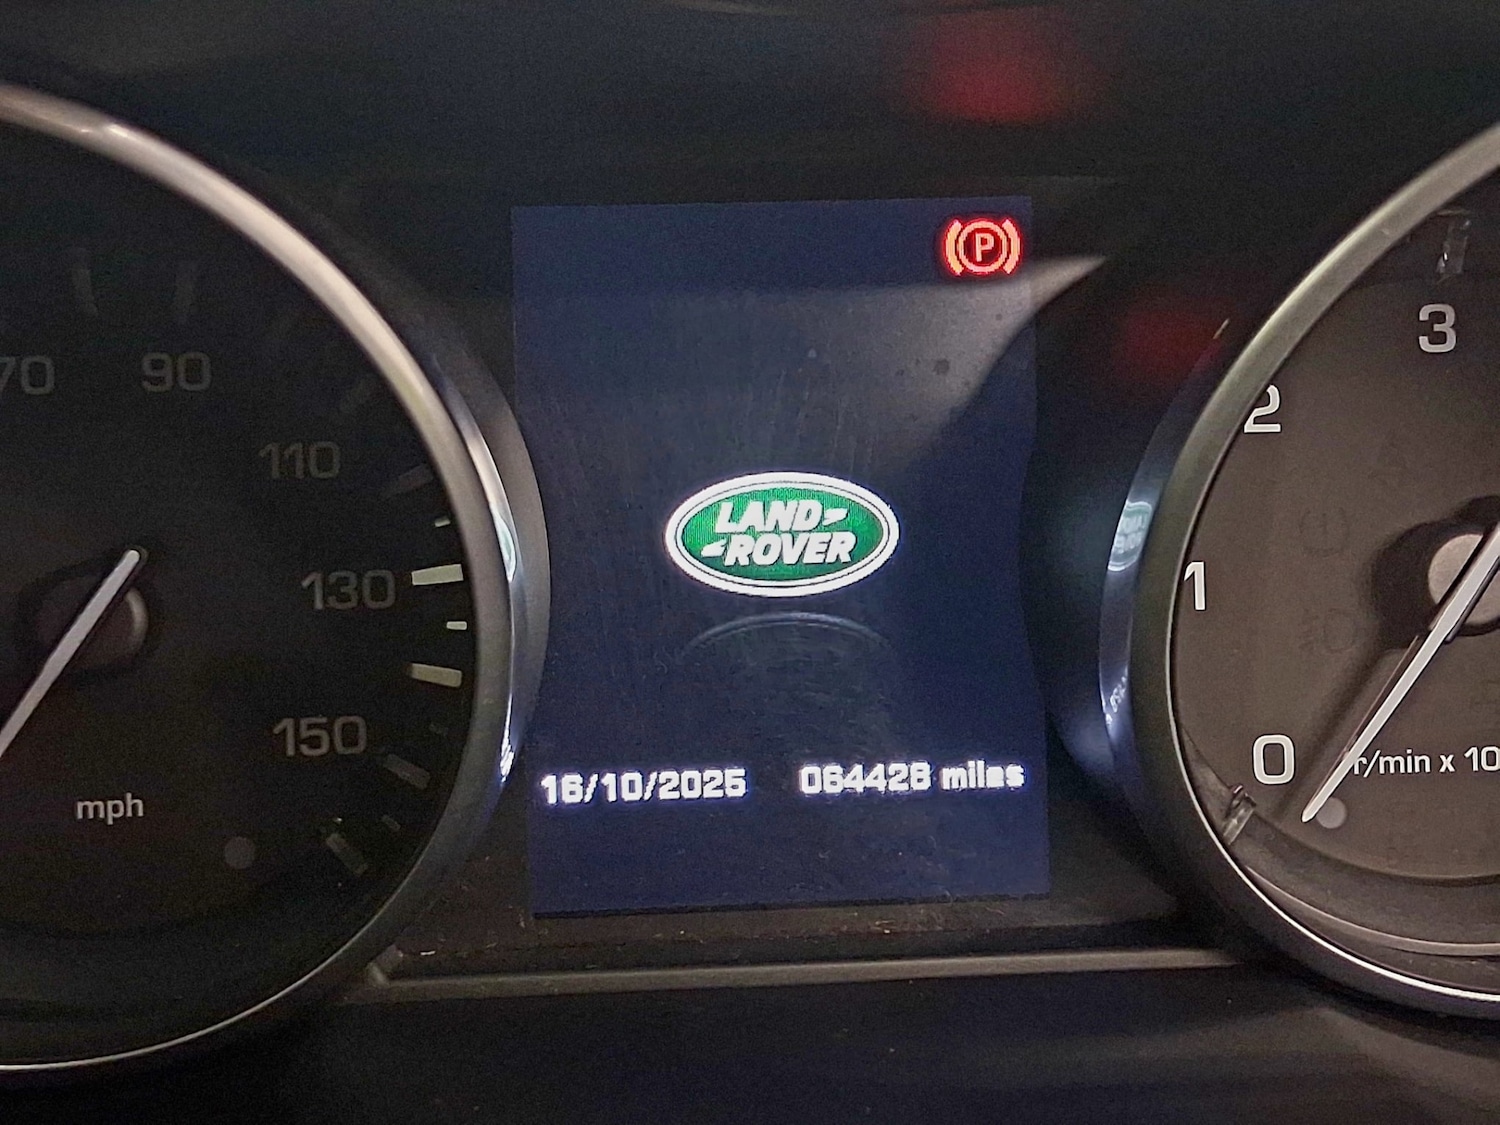 P
LAND-
-ROVER
16/10/2025 064428 miles
70
90
110
130
150
mph
3
2
1
0
r/min x 10